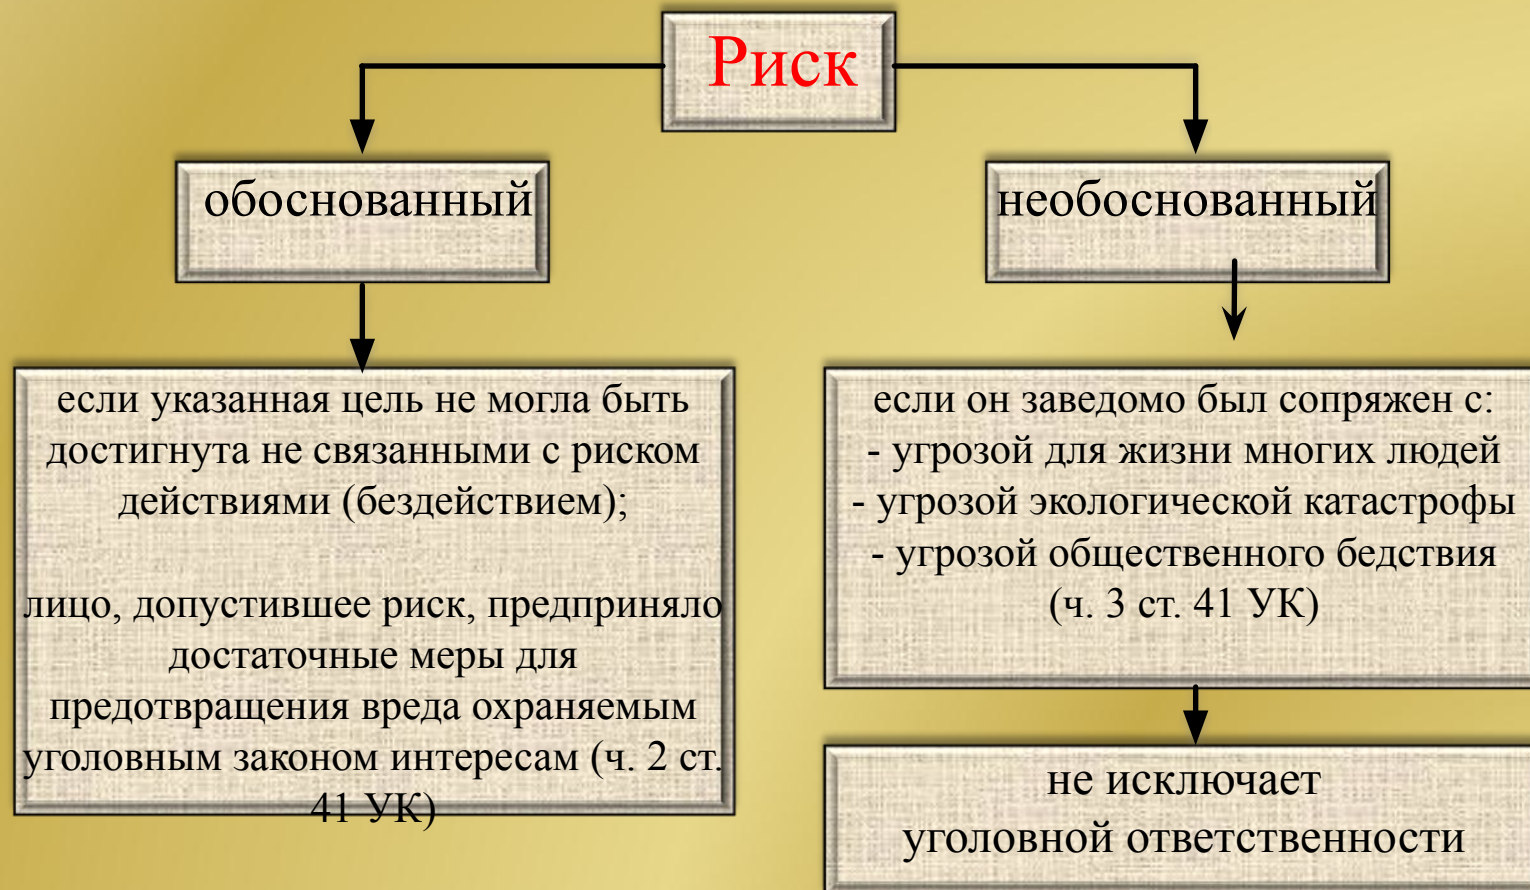 Риск
обоснованный
необоснованный
если указанная цель не могла быть
достигнута не связанными с риском
действиями (бездействием);
лицо, допустившее риск, предприняло
достаточные меры для
предотвращения вреда охраняемым
уголовным законом интересам (ч. 2 ст.
41 УК)
если он заведомо был сопряжен с:
- угрозой для жизни многих людей
- угрозой экологической катастрофы
- угрозой общественного бедствия
(ч. 3 ст. 41 УК)
не исключает
уголовной ответственности